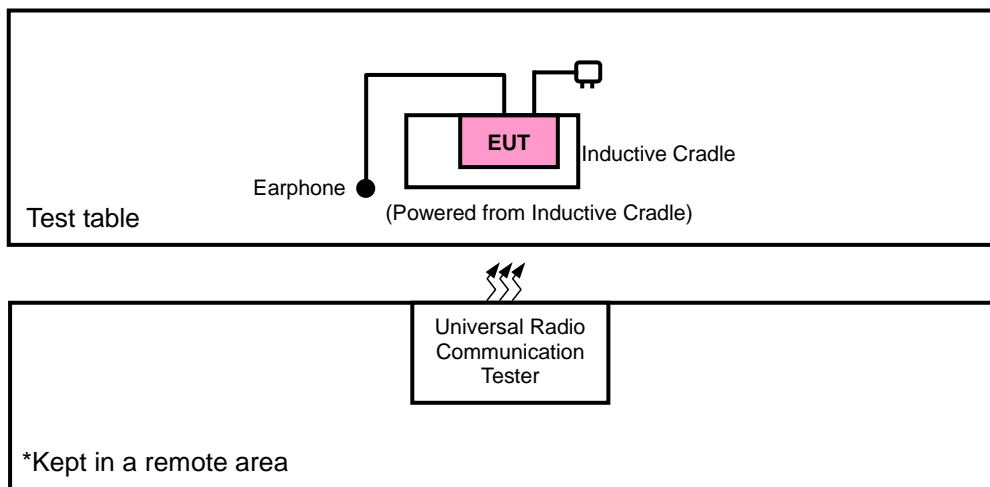 EUT
Inductive Cradle
Earphone
(Powered from Inductive Cradle)
Test table
Universal Radio
Communication
Tester
*Kept in a remote area